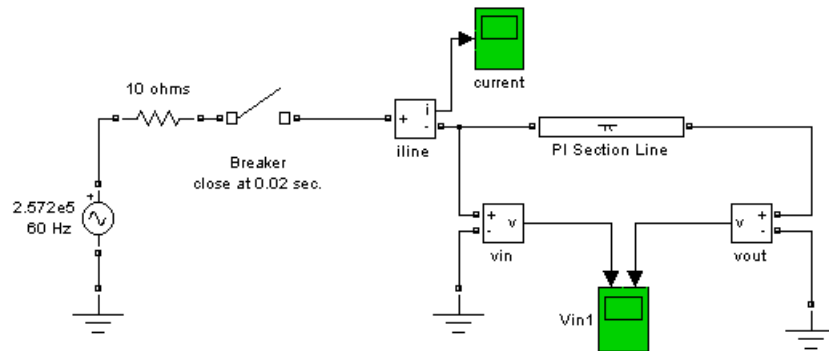 current
10 ohms
i
+
-
iline
PI Section Line
Breaker
close at 0.02 sec.
+
2.572e5
60 Hz
+
-
v
vin
v
+
-
vout
Vin1